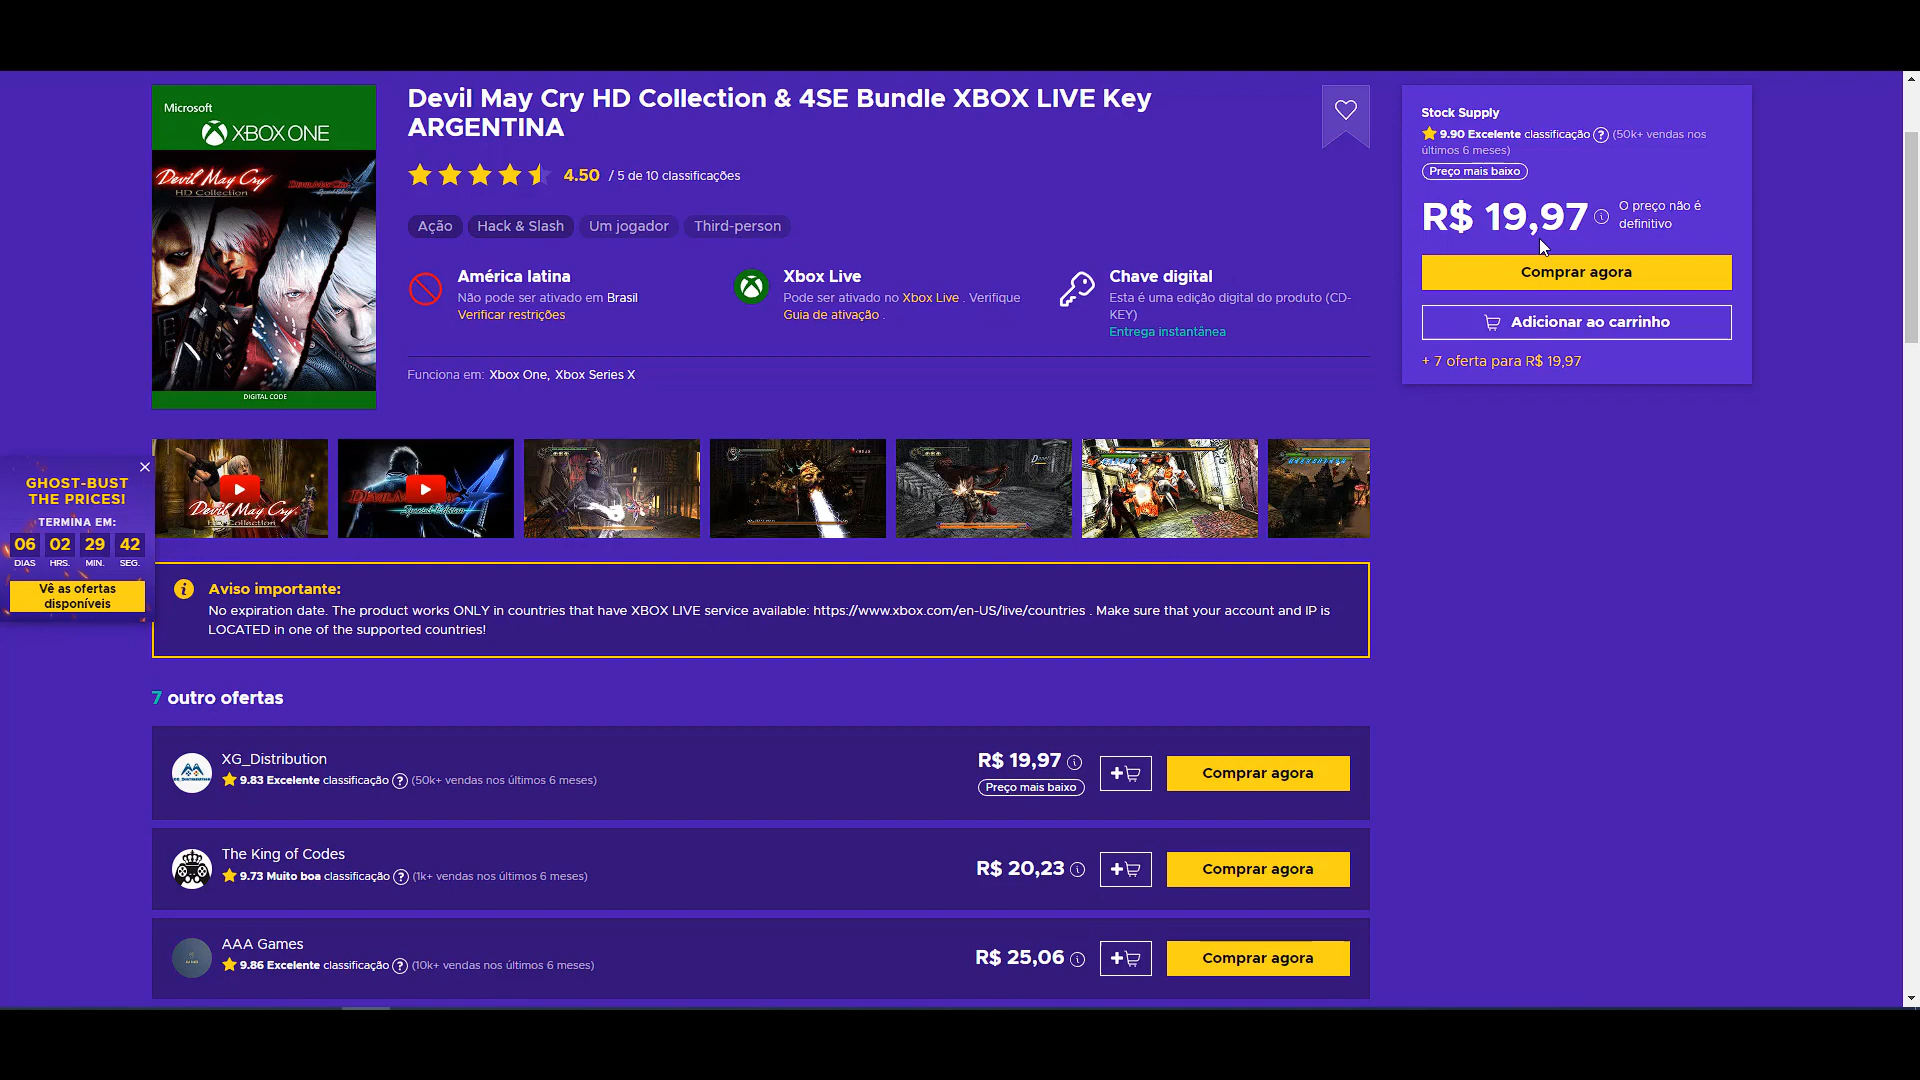 Microsoft
XBOX ONE
Devil May Cry
HD Collection
DIGITAL CODE
Devil May Cry HD Collection & 4SE Bundle XBOX LIVE Key
ARGENTINA
4.50 / 5 de 10 classificações
Ação Hack & Slash Um jogador Third-person
América latina
Não pode ser ativado em Brasil
Verificar restrições
Xbox Live
Pode ser ativado no Xbox Live . Verifique
Guia de ativação .
Chave digital
Esta é uma edição digital do produto (CD-
KEY)
Entrega instantânea
Funciona em: Xbox One, Xbox Series X
Stock Supply
9.90 Excelente classificação ? (50k+ vendas nos
últimos 6 meses)
Preço mais baixo
R$ 19,97 i O preço não é
definitivo
Comprar agora
Adicionar ao carrinho
+ 7 oferta para R$ 19,97
GHOST-BUST
THE PRICES!
TERMINA EM:
06 02 29 42
DIAS HRS. MIN. SEG.
Vê as ofertas
disponíveis
Devil May Cry
HD Collection
Special Edition
Aviso importante:
No expiration date. The product works ONLY in countries that have XBOX LIVE service available: https://www.xbox.com/en-US/live/countries . Make sure that your account and IP is
LOCATED in one of the supported countries!
7 outro ofertas
XG_Distribution
9.83 Excelente classificação ? (50k+ vendas nos últimos 6 meses)
R$ 19,97 i
Preço mais baixo
Comprar agora
The King of Codes
9.73 Muito boa classificação ? (1k+ vendas nos últimos 6 meses)
R$ 20,23 i
Comprar agora
AAA Games
9.86 Excelente classificação ? (10k+ vendas nos últimos 6 meses)
R$ 25,06 i
Comprar agora